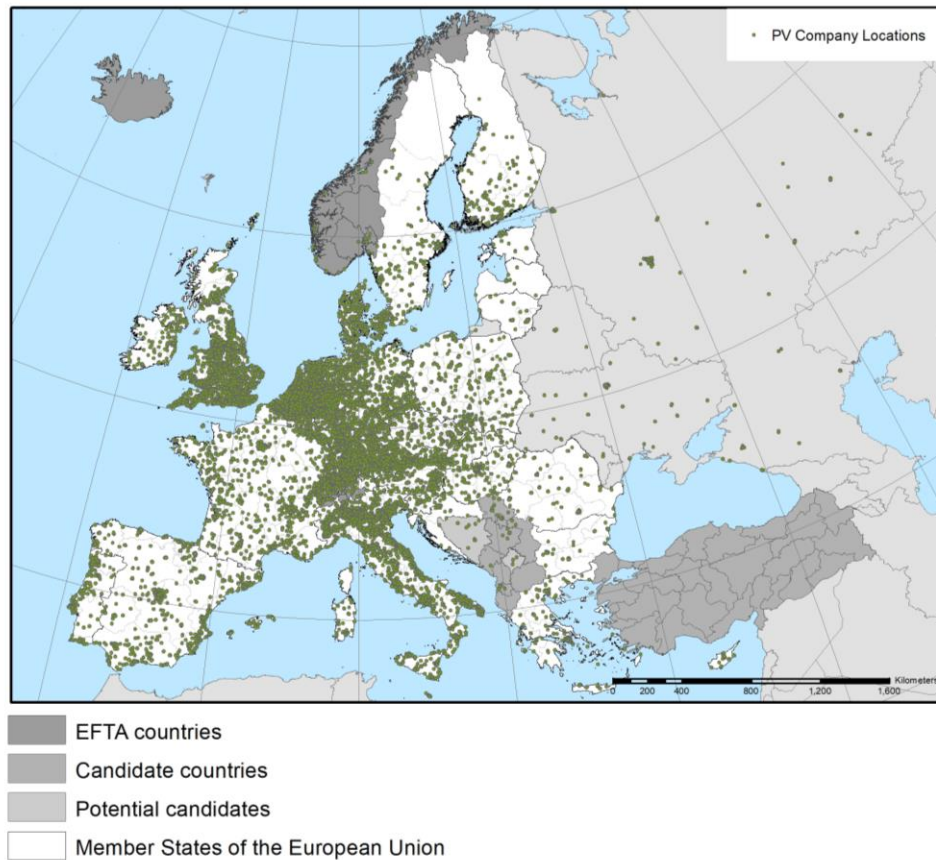 PV Company Locations
Kilometers
0 200 400 800 1,200 1,600
EFTA countries
Candidate countries
Potential candidates
Member States of the European Union